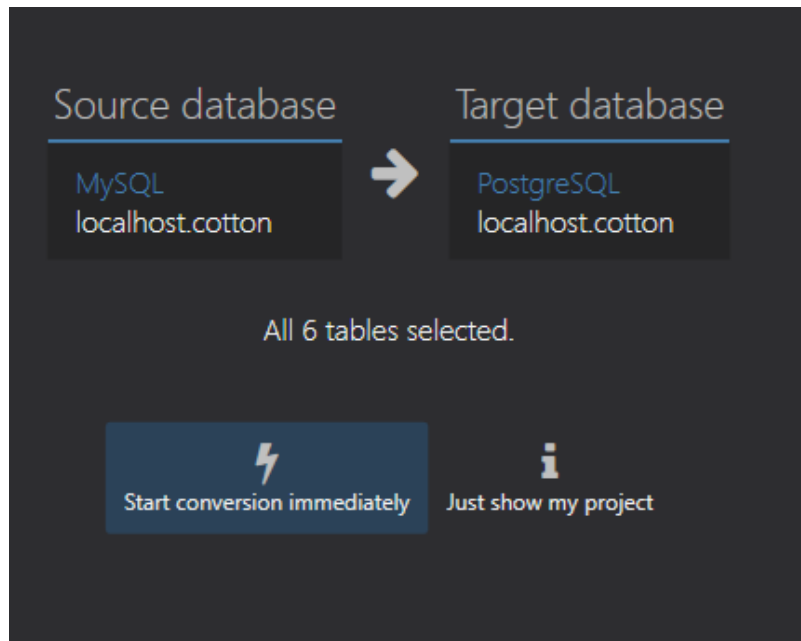 Source database
MySQL
localhost.cotton
Target database
PostgreSQL
localhost.cotton
All 6 tables selected.
Start conversion immediately
Just show my project